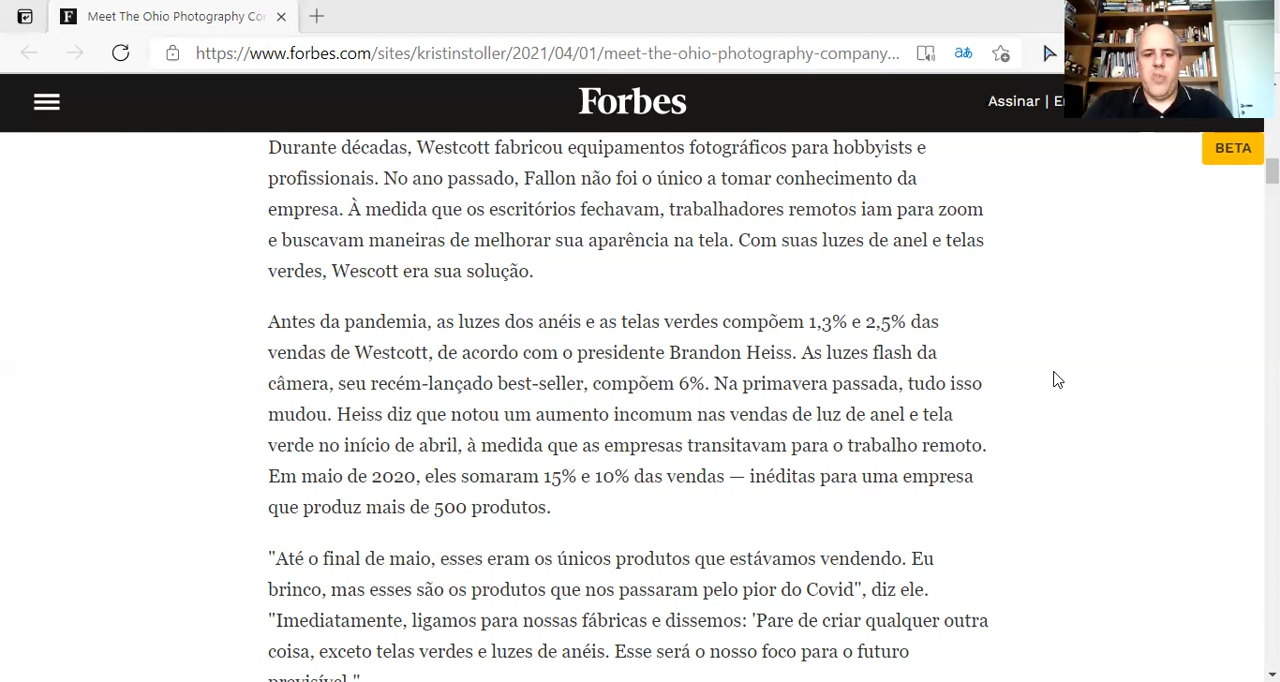 Meet The Ohio Photography Co
https://www.forbes.com/sites/kristinstoller/2021/04/01/meet-the-ohio-photography-company...
Forbes
Assinar | E
BETA
Durante décadas, Westcott fabricou equipamentos fotográficos para hobbyists e
profissionais. No ano passado, Fallon não foi o único a tomar conhecimento da
empresa. À medida que os escritórios fechavam, trabalhadores remotos iam para zoom
e buscavam maneiras de melhorar sua aparência na tela. Com suas luzes de anel e telas
verdes, Wescott era sua solução.
Antes da pandemia, as luzes dos anéis e as telas verdes compõem 1,3% e 2,5% das
vendas de Westcott, de acordo com o presidente Brandon Heiss. As luzes flash da
câmera, seu recém-lançado best-seller, compõem 6%. Na primavera passada, tudo isso
mudou. Heiss diz que notou um aumento incomum nas vendas de luz de anel e tela
verde no início de abril, à medida que as empresas transitavam para o trabalho remoto.
Em maio de 2020, eles somaram 15% e 10% das vendas — inéditas para uma empresa
que produz mais de 500 produtos.
"Até o final de maio, esses eram os únicos produtos que estávamos vendendo. Eu
brinco, mas esses são os produtos que nos passaram pelo pior do Covid", diz ele.
"Imediatamente, ligamos para nossas fábricas e dissemos: 'Pare de criar qualquer outra
coisa, exceto telas verdes e luzes de anéis. Esse será o nosso foco para o futuro
previsível."